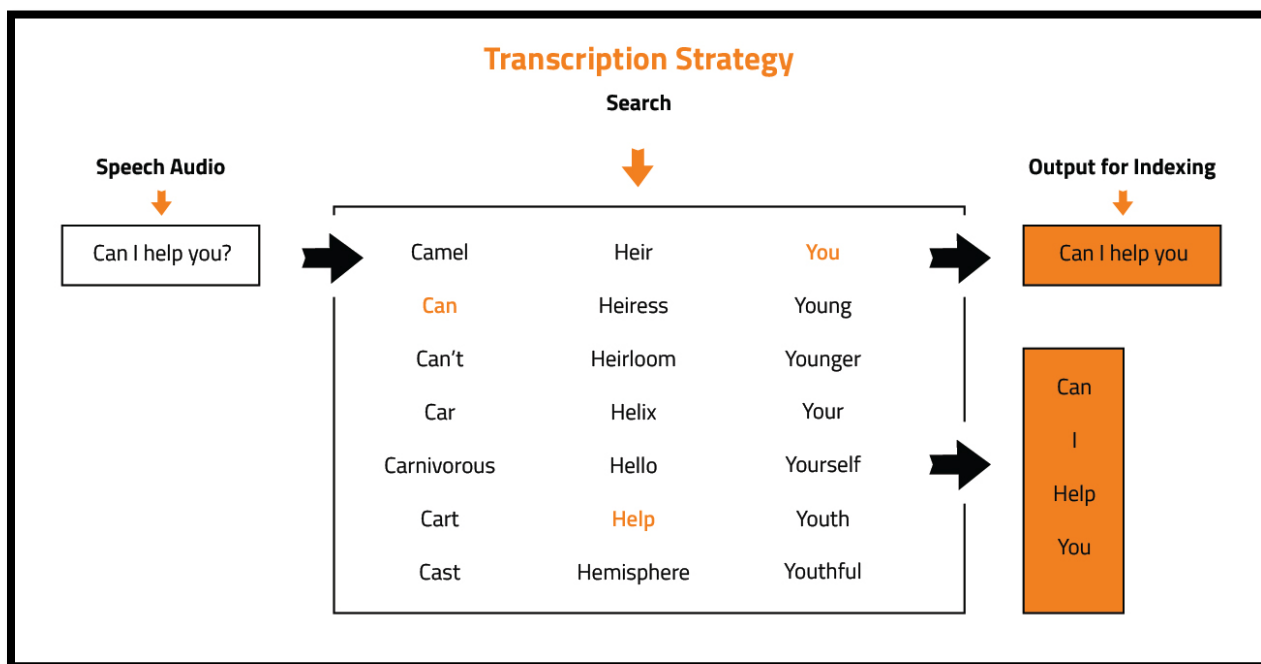 Transcription Strategy
Search
Speech Audio
Output for Indexing
Can I help you?
Camel
Can
Can't
Car
Carnivorous
Cart
Cast
Heir
Heiress
Heirloom
Helix
Hello
Help
Hemisphere
You
Young
Younger
Your
Yourself
Youth
Youthful
Can I help you
Can
I
Help
You